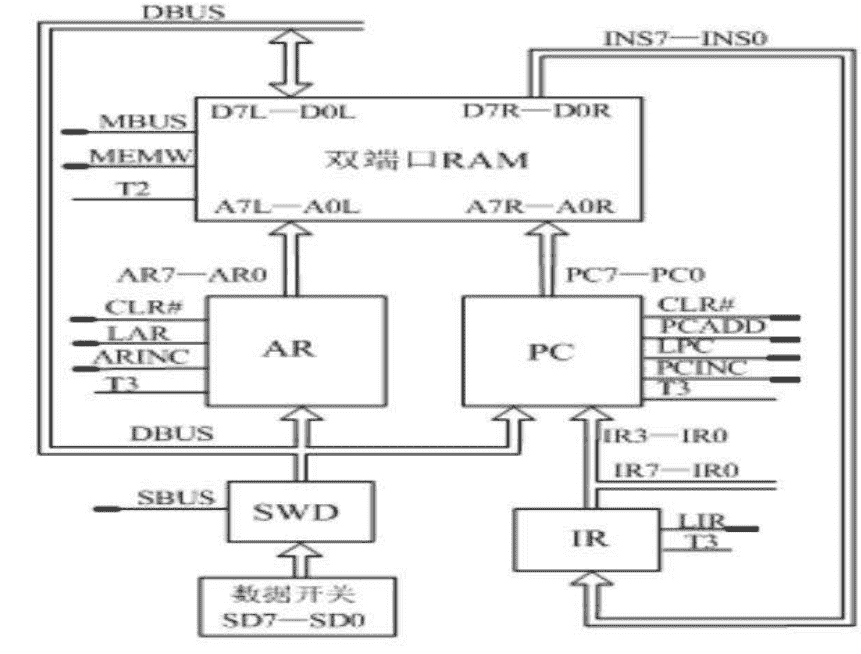 DBUS
INS7—INS0
D7L—D0L
D7R—D0R
MBUS
MEMW
双端口RAM
T2
A7L—A0L
A7R—A0R
AR7—AR0
PC7—PC0
CLR#
LAR
ARINC
T3
AR
PC
CLR#
PCADD
LPC
PCINC
T3
DBUS
IR3—IR0
IR7—IR0
SBUS
SWD
IR
LIR
T3
数据开关
SD7—SD0